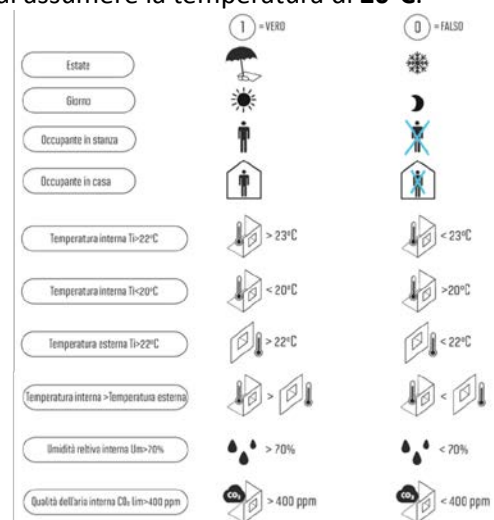 di assumere la temperatura di 20°C.
1 = VERO 0 = FALSO
Estate
Giorno
Occupante in stanza
Occupante in casa
Temperatura interna Ti>22°C > 23°C < 23°C
Temperatura interna Ti<20°C < 20°C >20°C
Temperatura esterna Ti>22°C > 22°C < 22°C
Temperatura interna >Temperatura esterna > <
Umidità reltivo interna Um>70% > 70% < 70%
Qualità dell'aria interna CO₂ lim>400 ppm CO₂ > 400 ppm CO₂ < 400 ppm